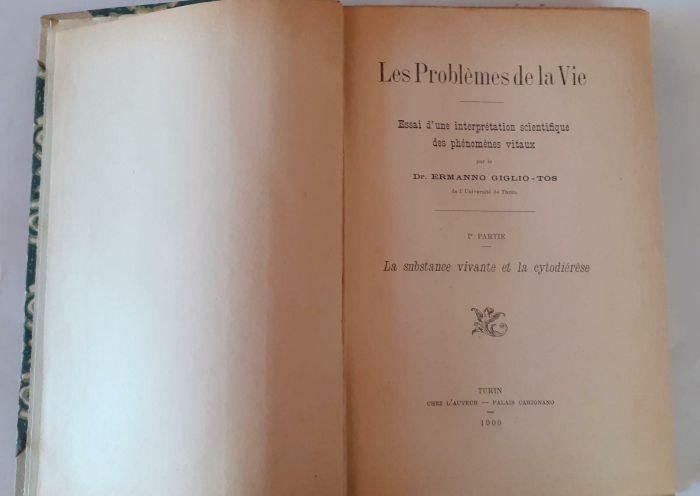 Les Problèmes de la Vie
Essai d'une interprétation scientifique
des phénomènes vitaux
par le
Dr. ERMANNO GIGLIO-TOS
de l'Université de Turin.
Iᵉ PARTIE
La substance vivante et la cytodiérèse
TURIN
CHEZ L'AUTEUR — PALAIS CARIGNANO
1900